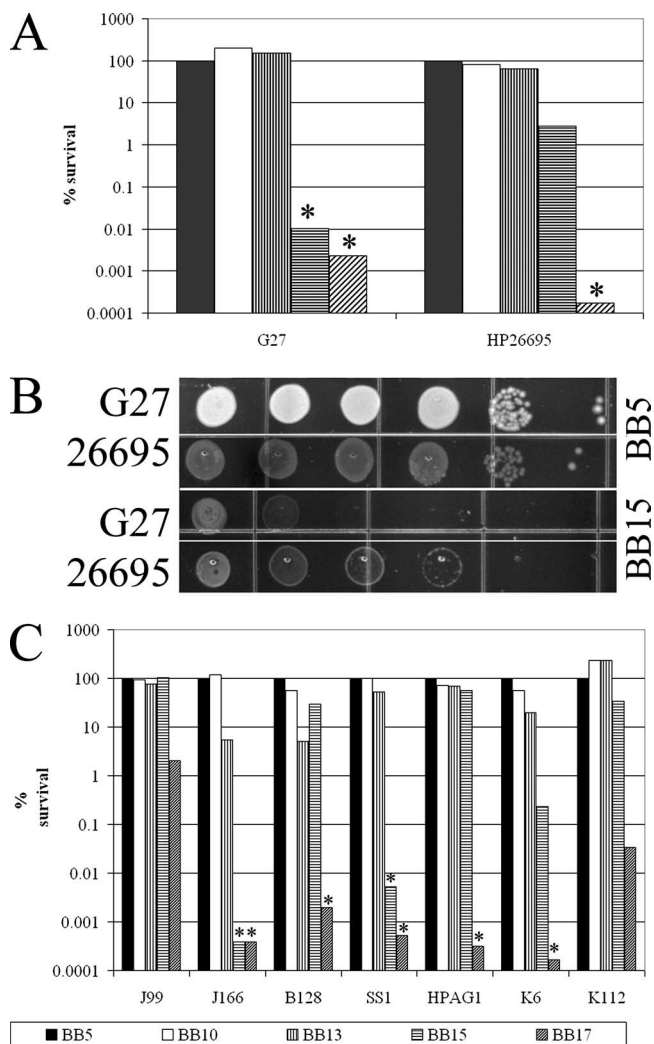 A
1000
100
10
1
0.1
0.01
0.001
0.0001
% survival
* * *
G27 HP26695
B
G27
26695
BB5
G27
26695
BB15
C
1000
100
10
1
0.1
0.01
0.001
0.0001
%
survival
** * * * * *
J99 J166 B128 SS1 HPAG1 K6 K112
BB5 BB10 BB13 BB15 BB17